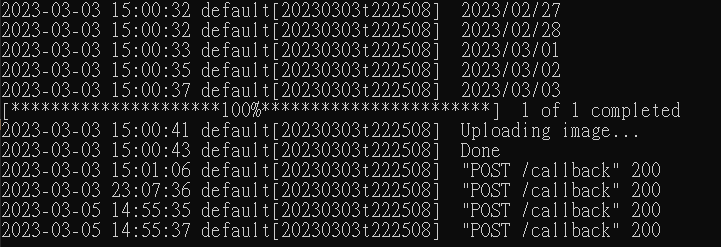 2023-03-03 15:00:32 default[20230303t222508]  2023/02/27
2023-03-03 15:00:32 default[20230303t222508]  2023/02/28
2023-03-03 15:00:33 default[20230303t222508]  2023/03/01
2023-03-03 15:00:35 default[20230303t222508]  2023/03/02
2023-03-03 15:00:37 default[20230303t222508]  2023/03/03
[*********************100%***********************]  1 of 1 completed
2023-03-03 15:00:41 default[20230303t222508]  Uploading image...
2023-03-03 15:00:43 default[20230303t222508]  Done
2023-03-03 15:01:06 default[20230303t222508]  "POST /callback" 200
2023-03-03 23:07:36 default[20230303t222508]  "POST /callback" 200
2023-03-05 14:55:35 default[20230303t222508]  "POST /callback" 200
2023-03-05 14:55:37 default[20230303t222508]  "POST /callback" 200